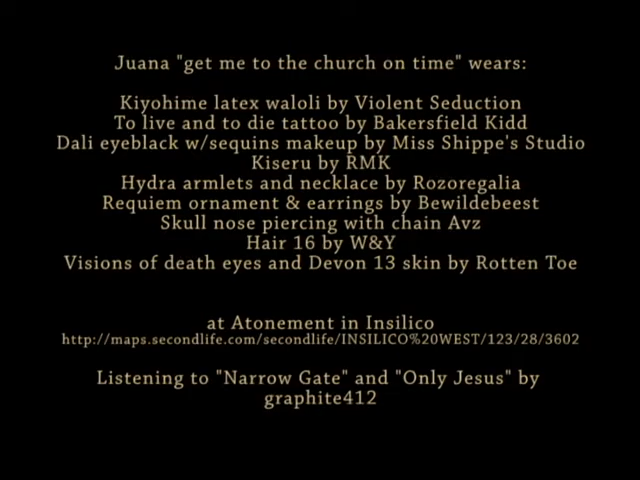 Juana "get me to the church on time" wears:
Kiyohime latex waloli by Violent Seduction
To live and to die tattoo by Bakersfield Kidd
Dali eyeblack w/sequins makeup by Miss Shippe's Studio
Kiseru by RMK
Hydra armlets and necklace by Rozoregalia
Requiem ornament & earrings by Bewildebeest
Skull nose piercing with chain Avz
Hair 16 by W&Y
Visions of death eyes and Devon 13 skin by Rotten Toe
at Atonement in Insilico
http://maps.secondlife.com/secondlife/INSILICO%20WEST/123/28/3602
Listening to "Narrow Gate" and "Only Jesus" by
graphite412